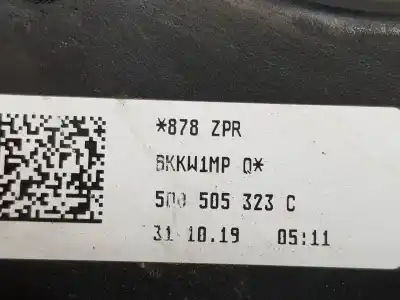 *878 ZPR
BKKW1MP Q*
5Q0 505 323 C
31 10.19 05:11